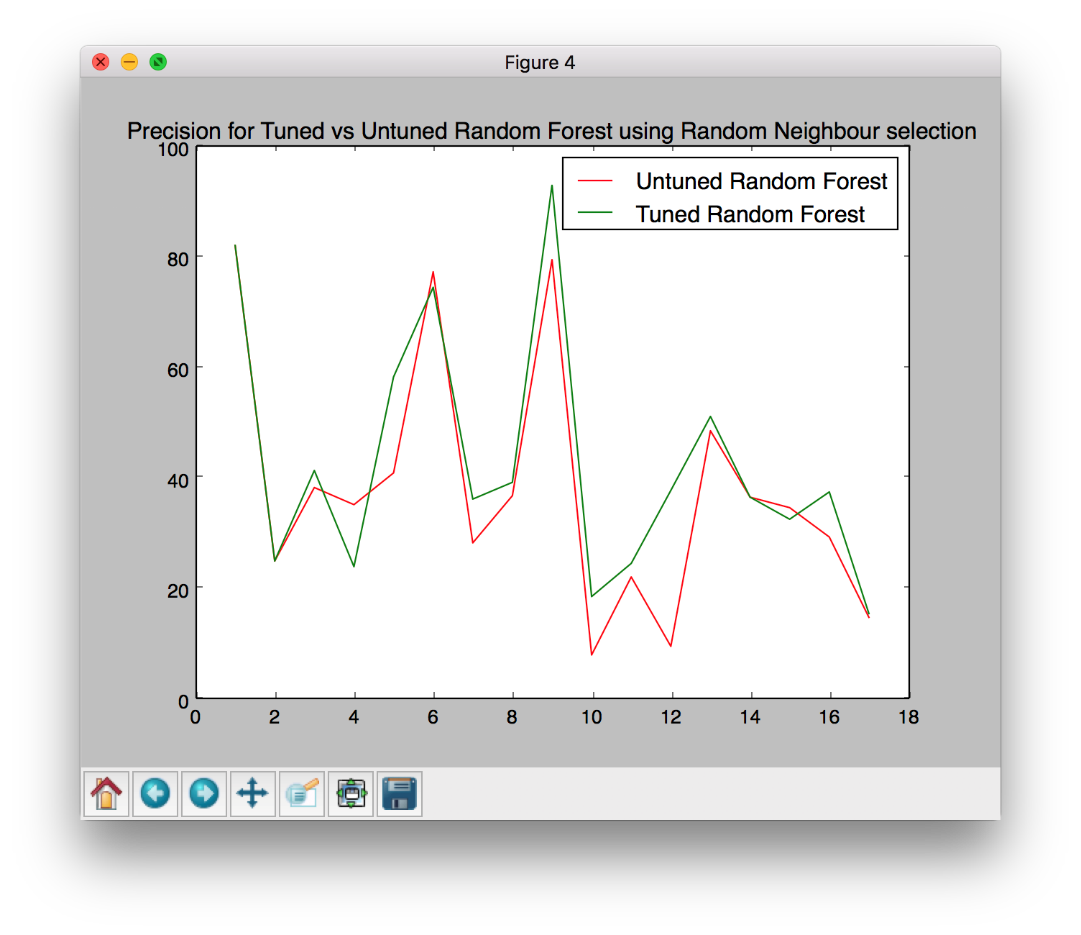 Figure 4
Precision for Tuned vs Untuned Random Forest using Random Neighbour selection
Untuned Random Forest
Tuned Random Forest
100
80
60
40
20
0
0 2 4 6 8 10 12 14 16 18